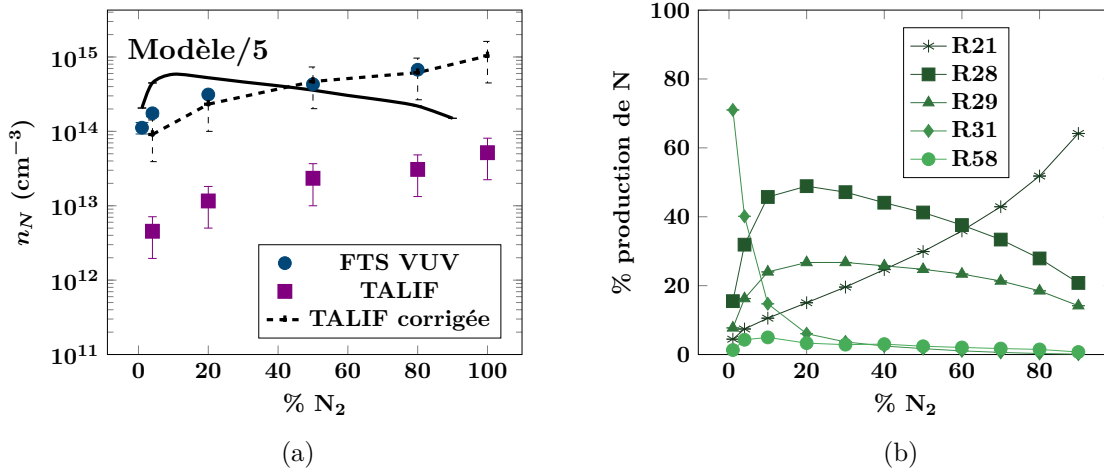 Modèle/5
10^15
10^14
10^13
10^12
10^11
n_N (cm^−3)
FTS VUV
TALIF
TALIF corrigée
0 20 40 60 80 100
% N_2
(a)
100
80
60
40
20
0
% production de N
R21
R28
R29
R31
R58
0 20 40 60 80
% N_2
(b)